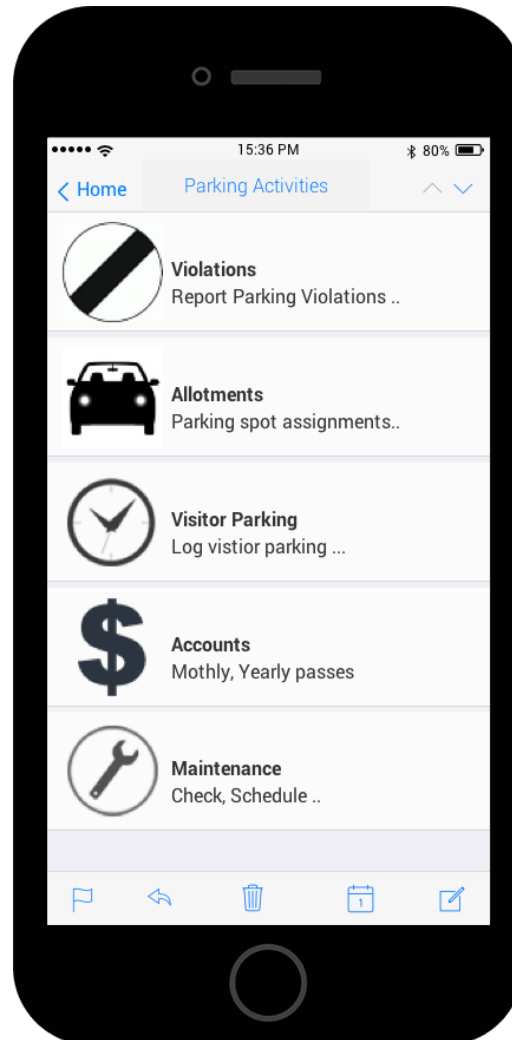 15:36 PM 80%
Home Parking Activities
Violations
Report Parking Violations ..
Allotments
Parking spot assignments..
Visitor Parking
Log vistior parking ...
Accounts
Mothly, Yearly passes
Maintenance
Check, Schedule ..
1